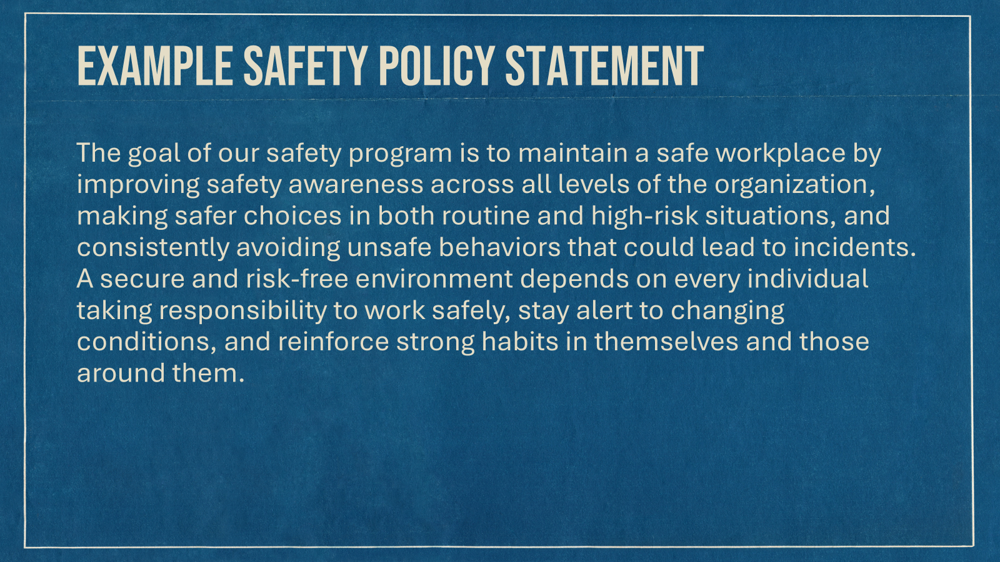 EXAMPLE SAFETY POLICY STATEMENT
The goal of our safety program is to maintain a safe workplace by
improving safety awareness across all levels of the organization,
making safer choices in both routine and high-risk situations, and
consistently avoiding unsafe behaviors that could lead to incidents.
A secure and risk-free environment depends on every individual
taking responsibility to work safely, stay alert to changing
conditions, and reinforce strong habits in themselves and those
around them.